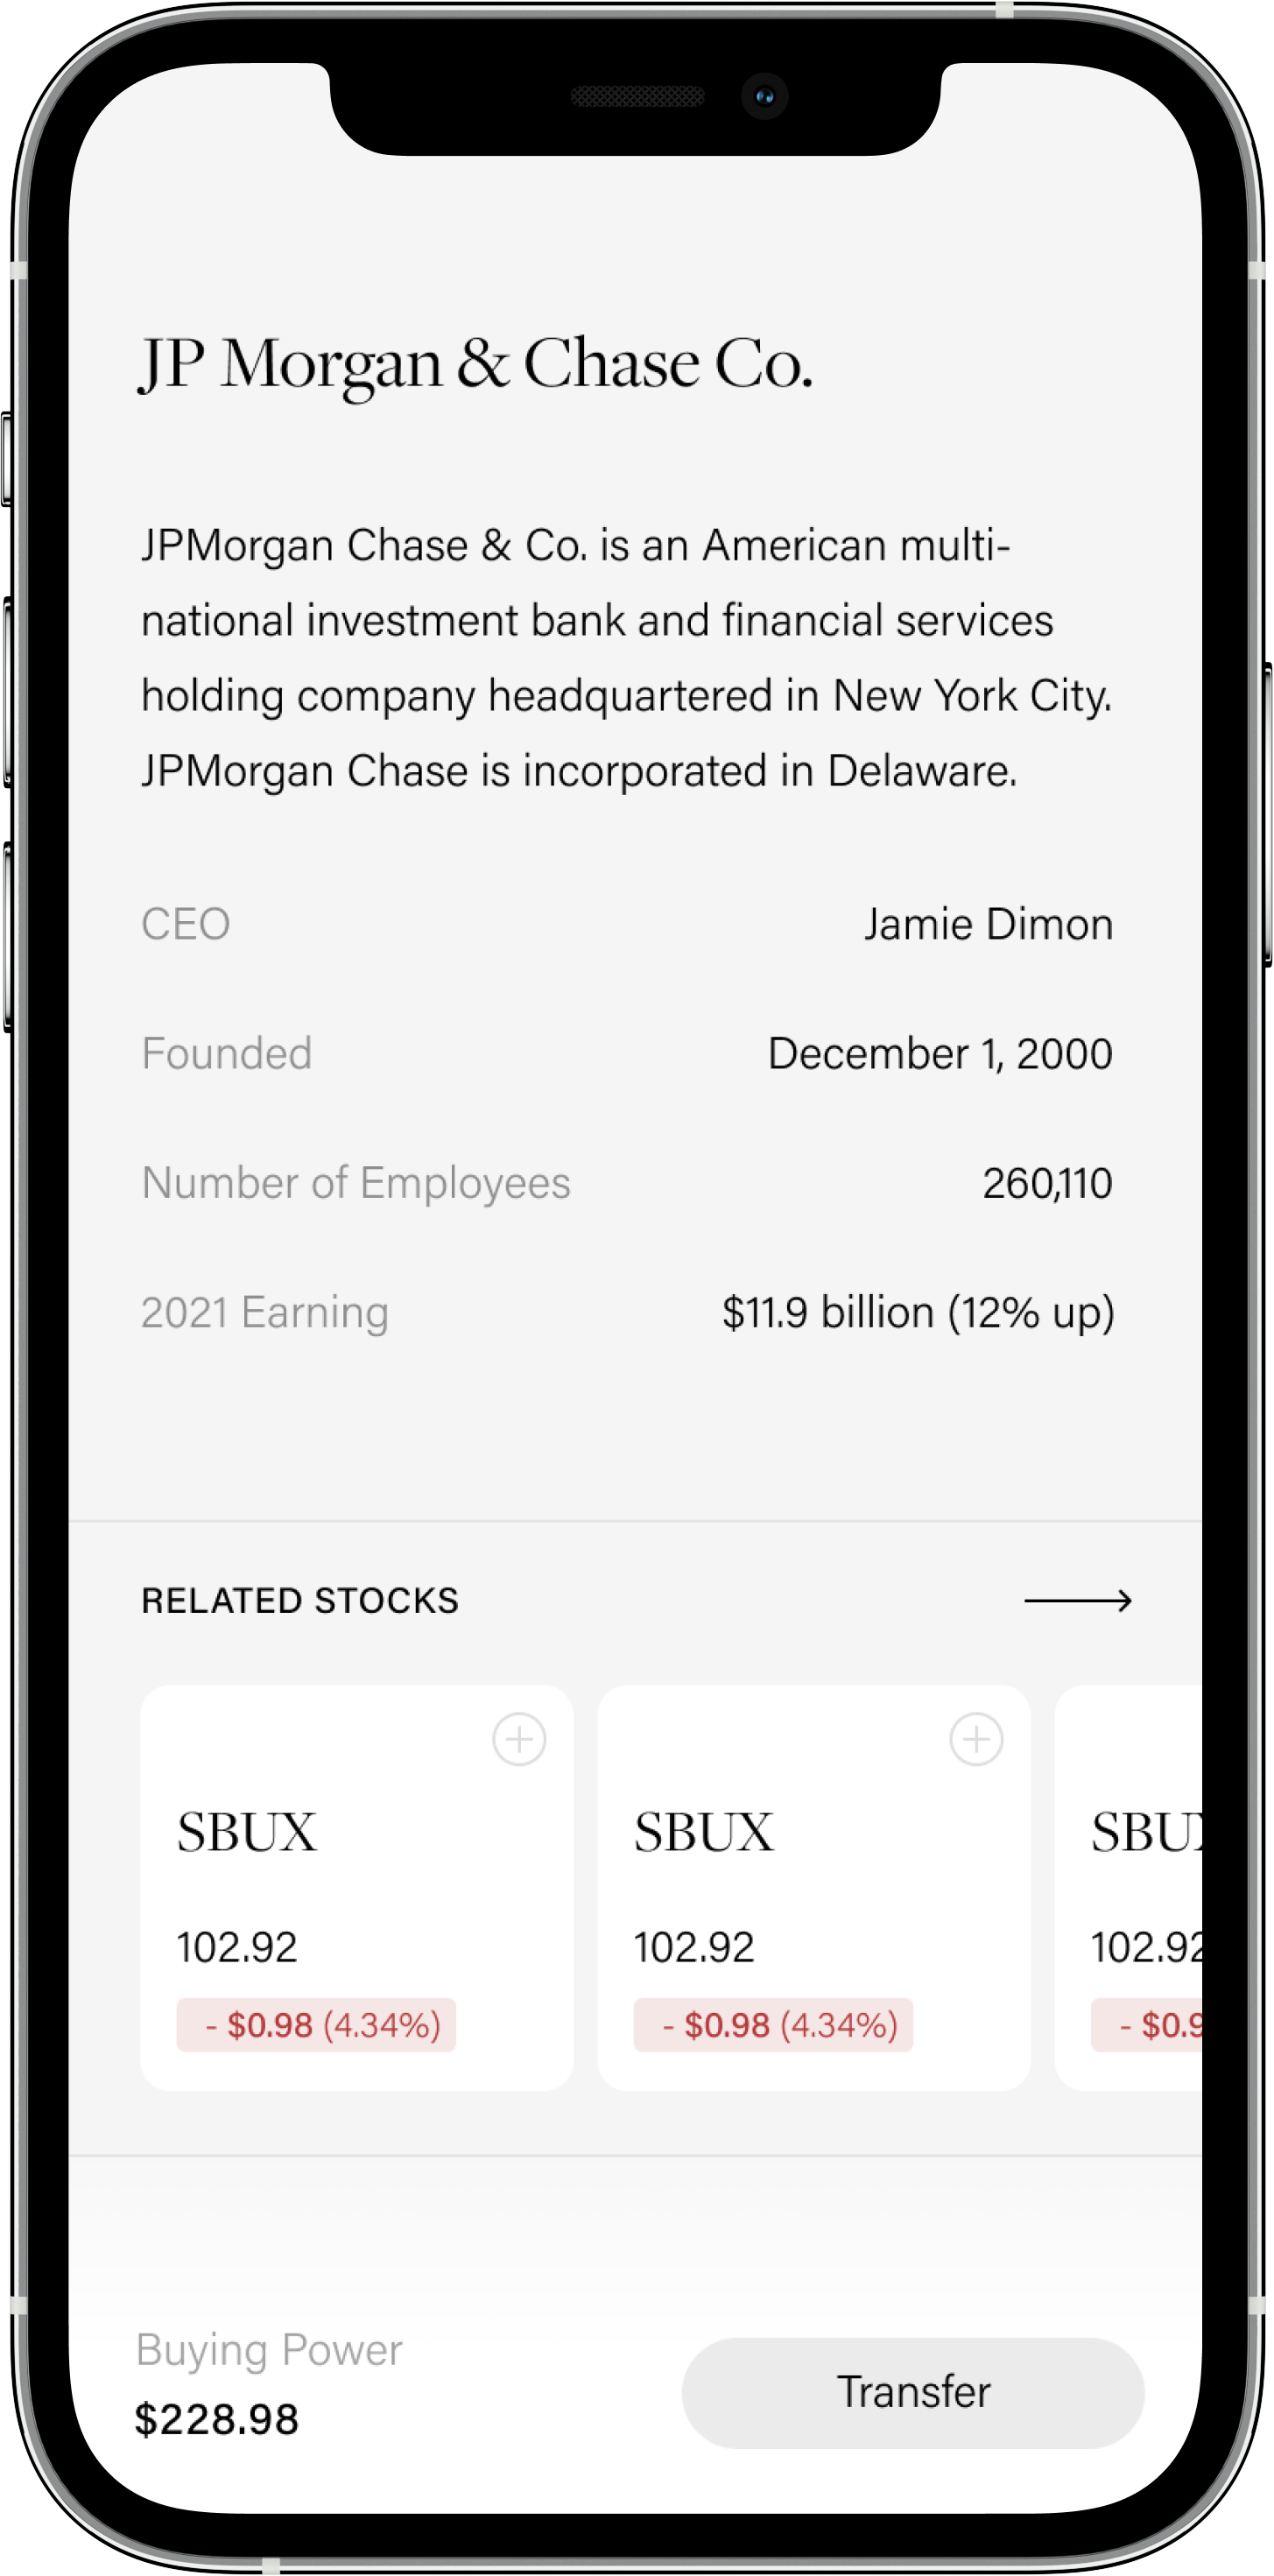 JP Morgan & Chase Co.
JPMorgan Chase & Co. is an American multi-
national investment bank and financial services
holding company headquartered in New York City.
JPMorgan Chase is incorporated in Delaware.
CEO Jamie Dimon
Founded December 1, 2000
Number of Employees 260,110
2021 Earning $11.9 billion (12% up)
RELATED STOCKS
SBUX SBUX SBU
102.92 102.92 102.92
- $0.98 (4.34%) - $0.98 (4.34%) - $0.9
Buying Power
$228.98
Transfer